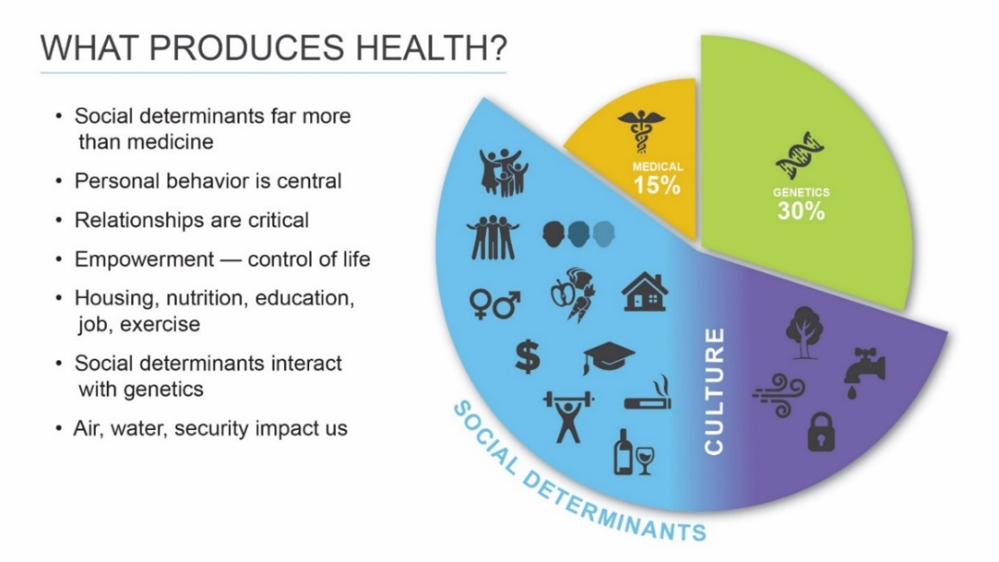 WHAT PRODUCES HEALTH?
• Social determinants far more
than medicine
• Personal behavior is central
• Relationships are critical
• Empowerment — control of life
• Housing, nutrition, education,
job, exercise
• Social determinants interact
with genetics
• Air, water, security impact us
MEDICAL
15%
GENETICS
30%
$
CULTURE
SOCIAL DETERMINANTS